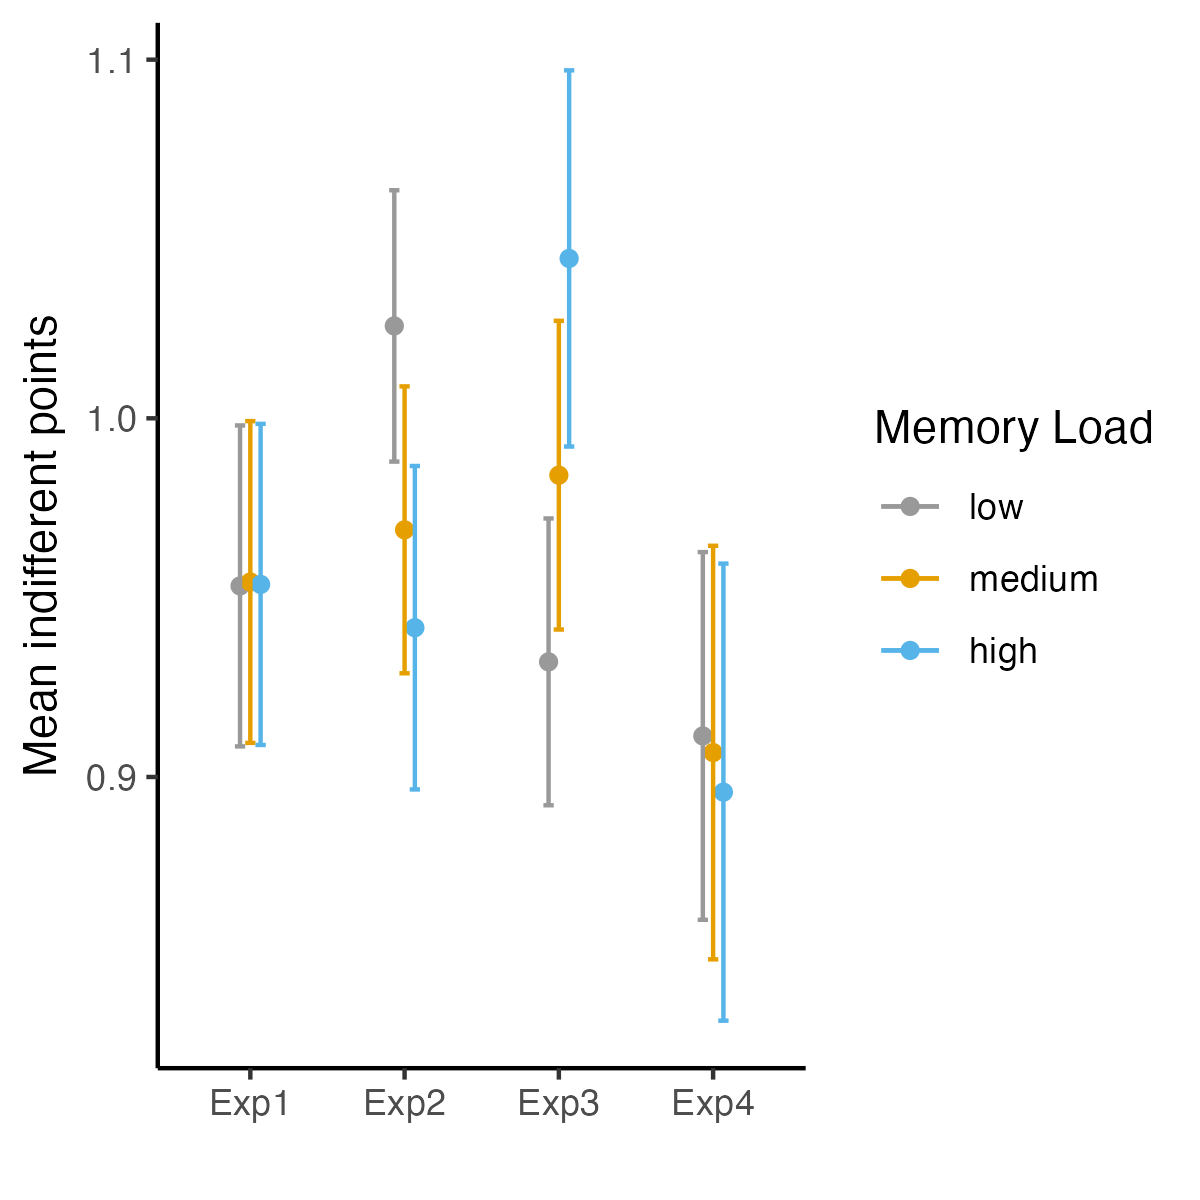 Mean indifferent points
1.1
1.0
0.9
Exp1 Exp2 Exp3 Exp4
Memory Load
low
medium
high